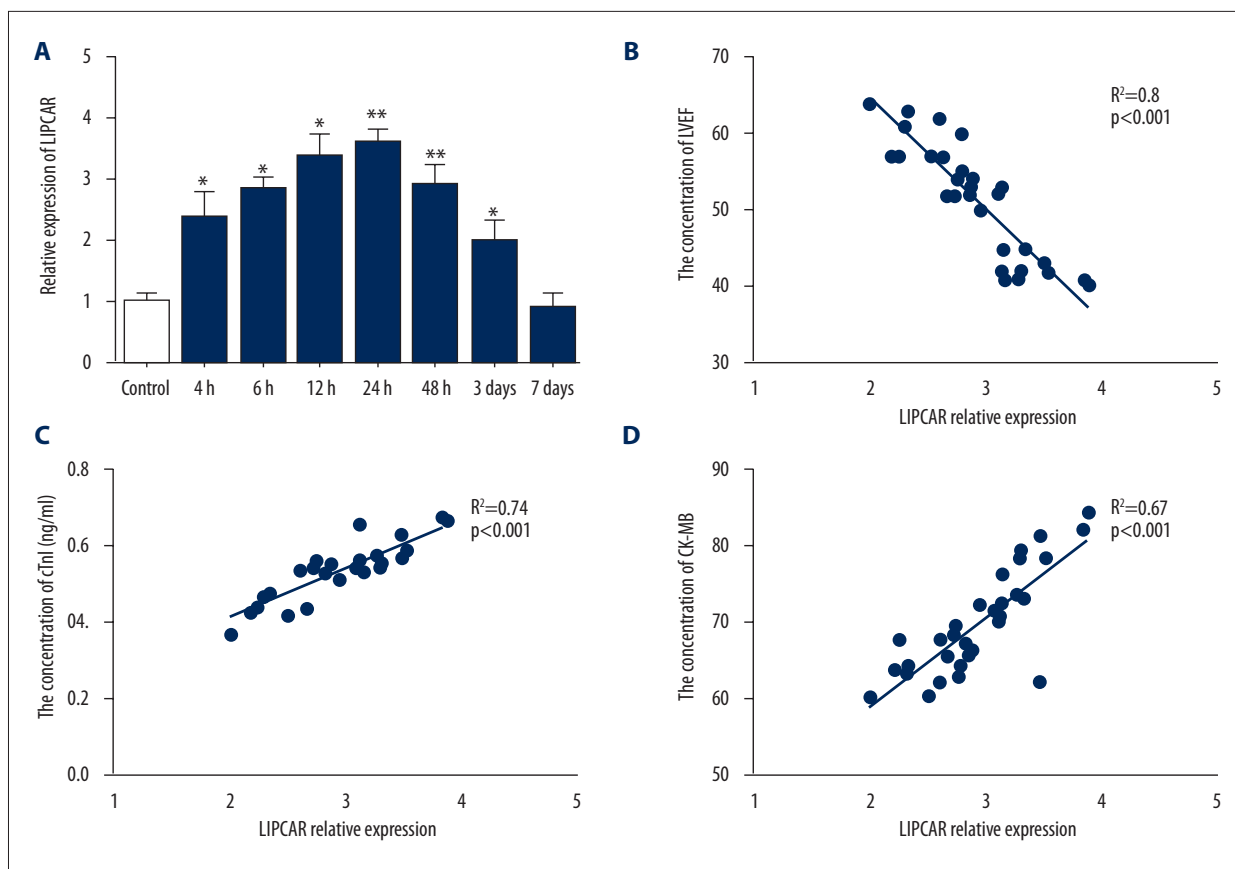 A
5
4
3
2
1
0
Relative expression of LIPCAR
* * * ** ** *
Control 4 h 6 h 12 h 24 h 48 h 3 days 7 days
B
70
60
50
40
30
The concentration of LVEF
R²=0.8
p<0.001
1 2 3 4 5
LIPCAR relative expression
C
0.8
0.6
04.
0.2
0.0
The concentration of cTnl (ng/ml)
R²=0.74
p<0.001
1 2 3 4 5
LIPCAR relative expression
D
90
80
70
60
50
The concentration of CK-MB
R²=0.67
p<0.001
1 2 3 4 5
LIPCAR relative expression